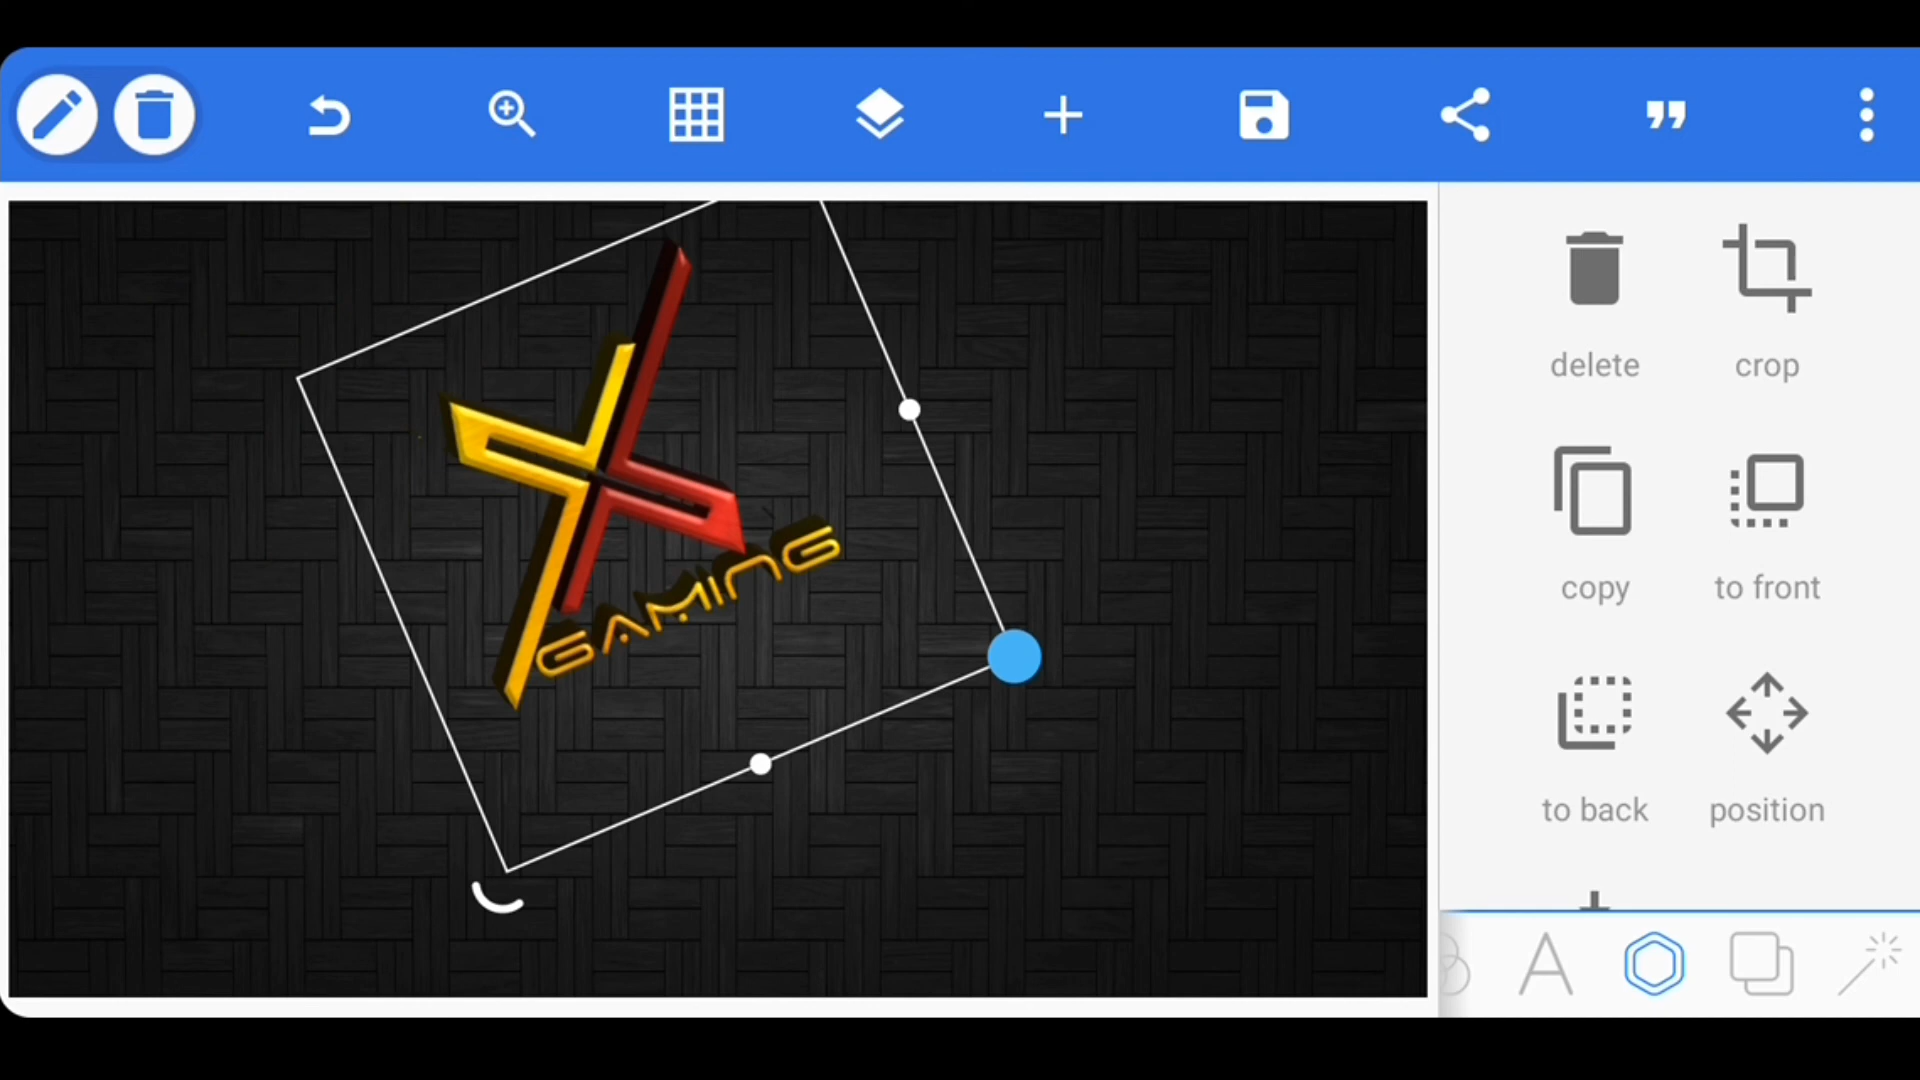 delete crop
copy to front
to back position
X
GAMING